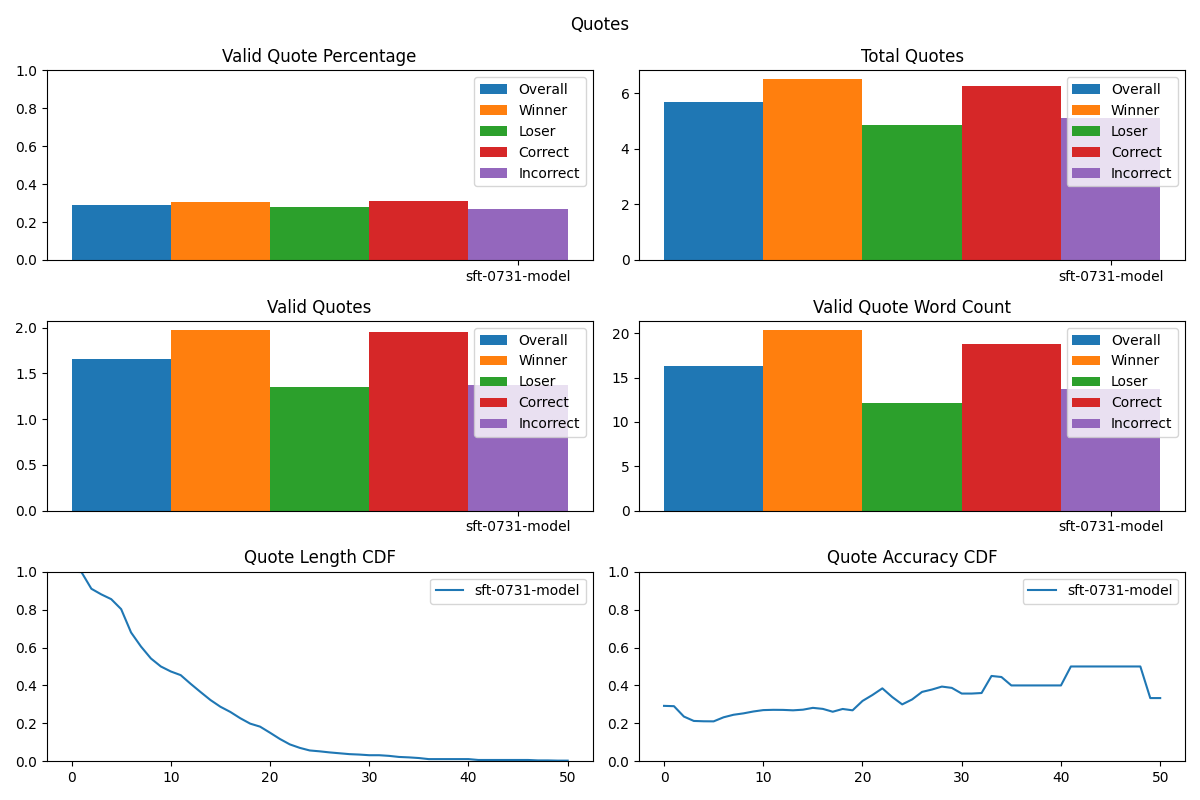 Quotes
Valid Quote Percentage
1.0
0.8
0.6
0.4
0.2
0.0
Overall
Winner
Loser
Correct
Incorrect
sft-0731-model
Total Quotes
6
4
2
0
Overall
Winner
Loser
Correct
Incorrect
sft-0731-model
Valid Quotes
2.0
1.5
1.0
0.5
0.0
Overall
Winner
Loser
Correct
Incorrect
sft-0731-model
Valid Quote Word Count
20
15
10
5
0
Overall
Winner
Loser
Correct
Incorrect
sft-0731-model
Quote Length CDF
1.0
0.8
0.6
0.4
0.2
0.0
sft-0731-model
0 10 20 30 40 50
Quote Accuracy CDF
1.0
0.8
0.6
0.4
0.2
0.0
sft-0731-model
0 10 20 30 40 50